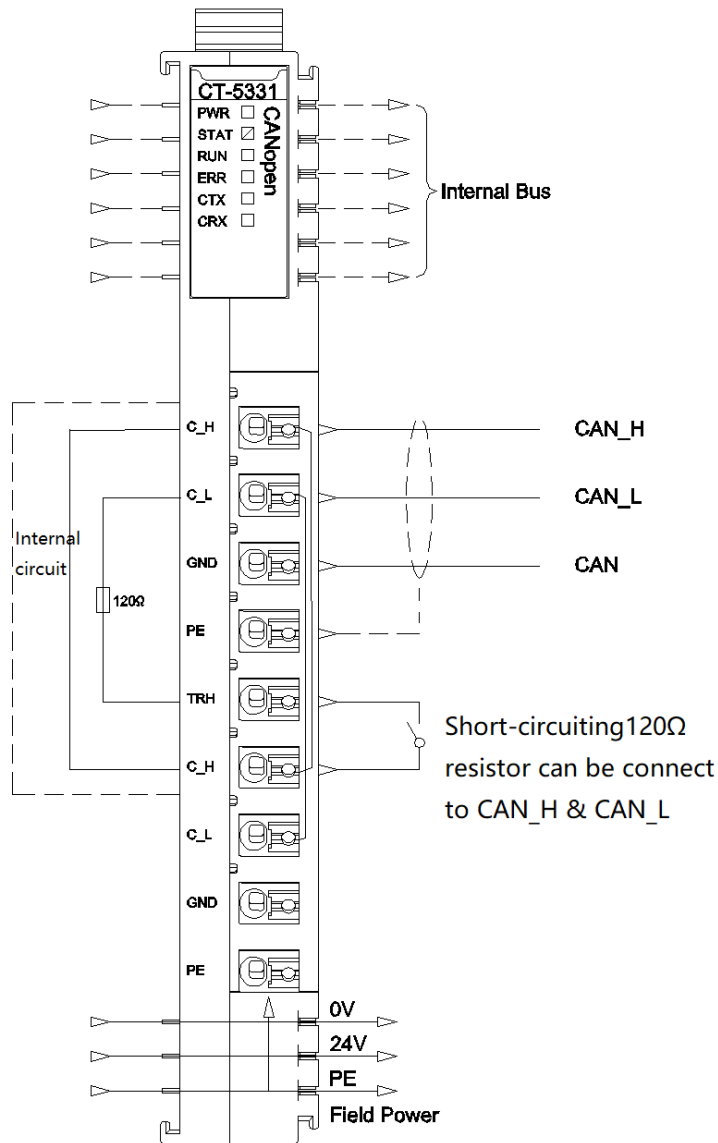 CT-5331
CANopen
PWR
STAT
RUN
ERR
CTX
CRX
Internal Bus
C_H
CAN_H
C_L
CAN_L
Internal
circuit
GND
CAN
120Ω
PE
TRH
Short-circuiting120Ω
resistor can be connect
to CAN_H & CAN_L
C_H
C_L
GND
PE
0V
24V
PE
Field Power